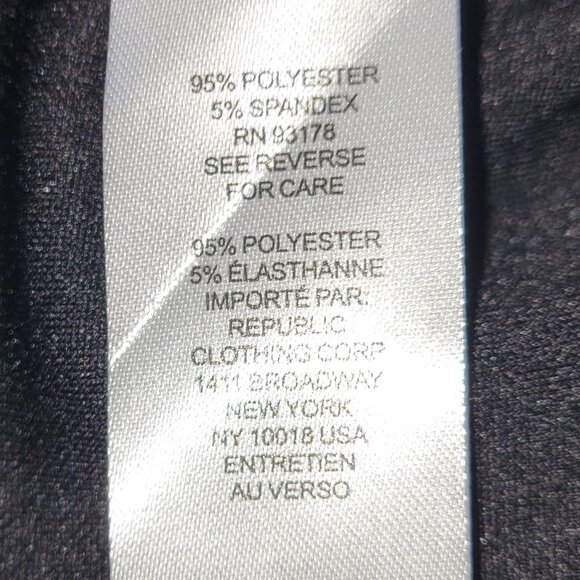 95% POLYESTER
5% SPANDEX
RN 93178
SEE REVERSE
FOR CARE
95% POLYESTER
5% ÉLASTHANNE
IMPORTÉ PAR:
REPUBLIC
CLOTHING CORP
1411 BROADWAY
NEW YORK
NY 10018 USA
ENTRETIEN
AU VERSO